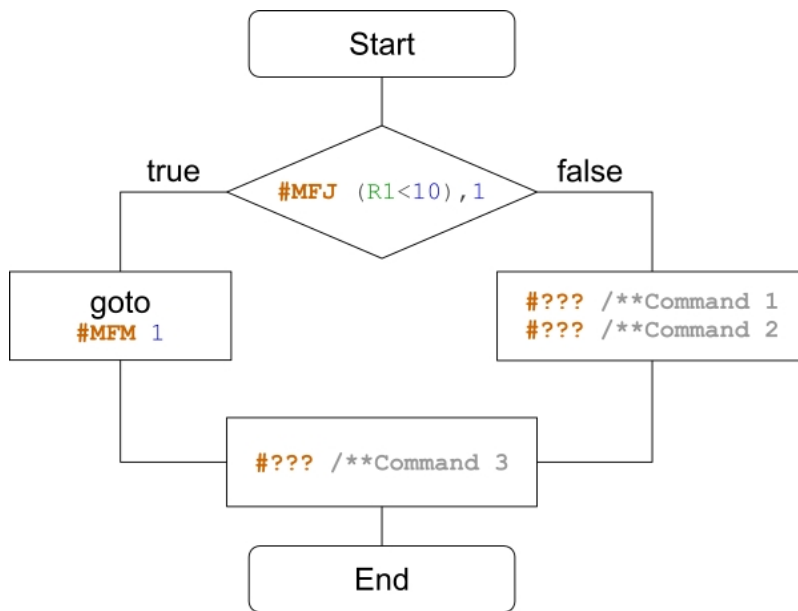 Start
true
#MFJ (R1<10),1
false
goto
#MFM 1
#??? /**Command 1
#??? /**Command 2
#??? /**Command 3
End